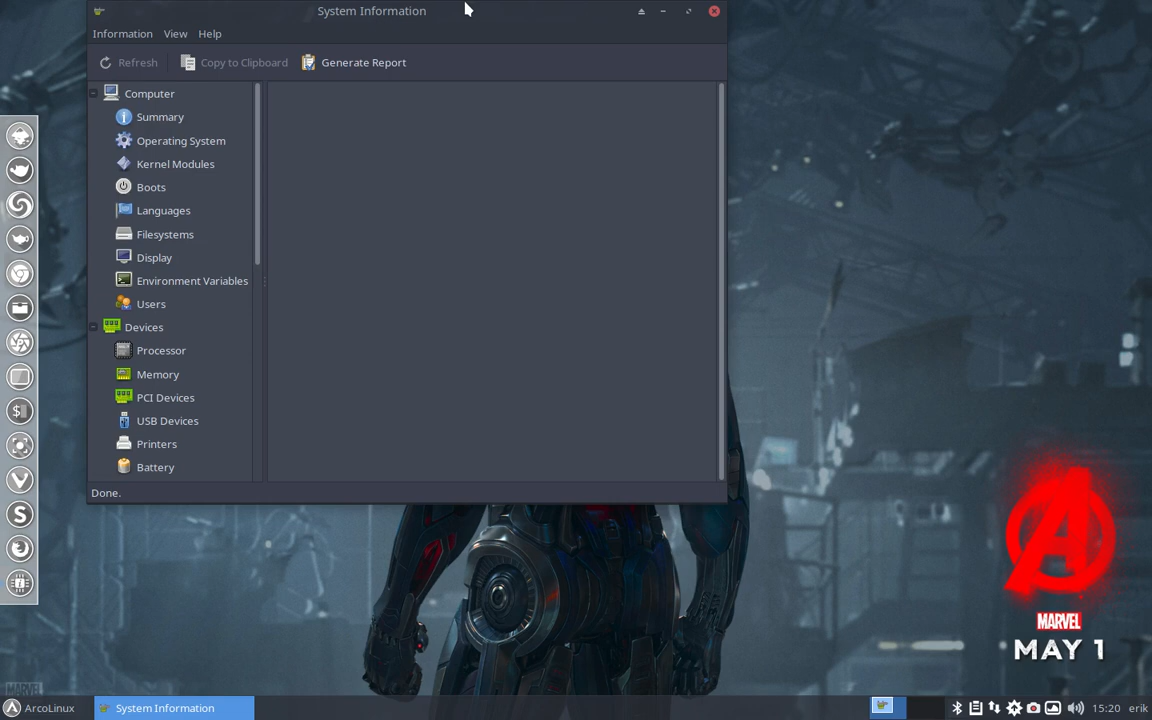 System Information
Information View Help
Refresh Copy to Clipboard Generate Report
Computer
Summary
Operating System
Kernel Modules
Boots
Languages
Filesystems
Display
Environment Variables
Users
Devices
Processor
Memory
PCI Devices
USB Devices
Printers
Battery
Done.
MARVEL
MAY 1
MARVEL
ArcoLinux System Information 15:20 erik